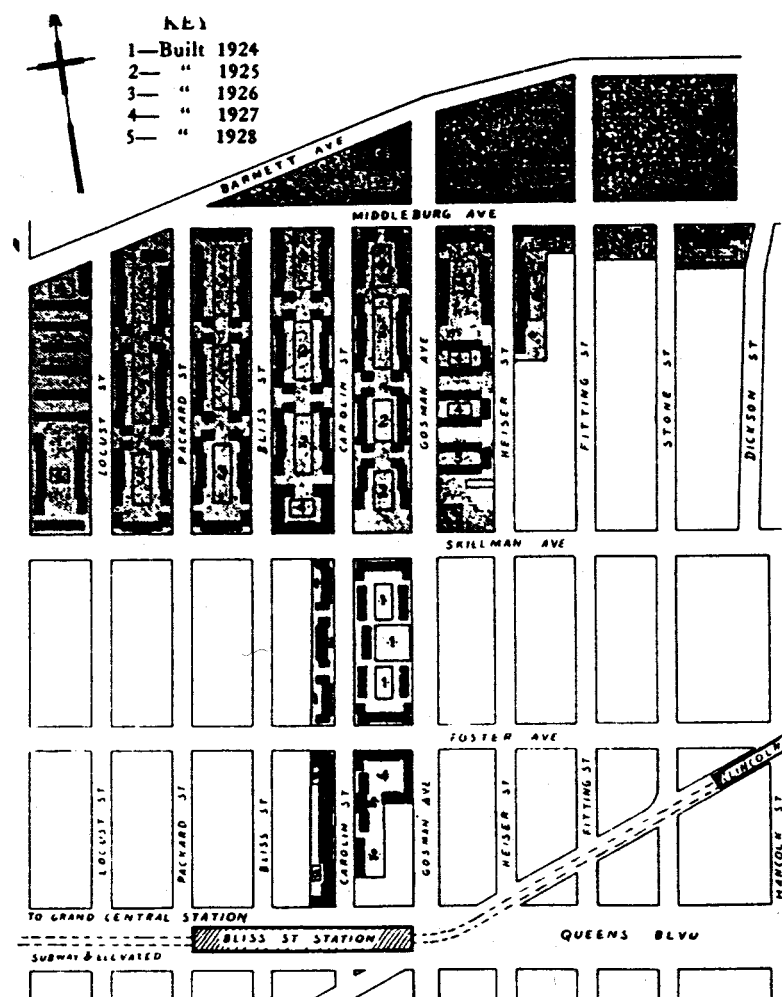 KEY
1—Built 1924
2— “ 1925
3— “ 1926
4— “ 1927
5— “ 1928
BARNETT AVE
MIDDLEBURG AVE
LOCUST ST
PACKARD ST
BLISS ST
CAROLIN ST
GOSMAN AVE
HEISER ST
FITTING ST
STONE ST
DICKSON ST
SKILLMAN AVE
FOSTER AVE
LOCUST ST
PACKARD ST
BLISS ST
CAROLIN ST
GOSMAN AVE
HEISER ST
FITTING ST
LINCOLN
TO GRAND CENTRAL STATION
BLISS ST STATION
QUEENS BLVD
SUBWAY & ELEVATED